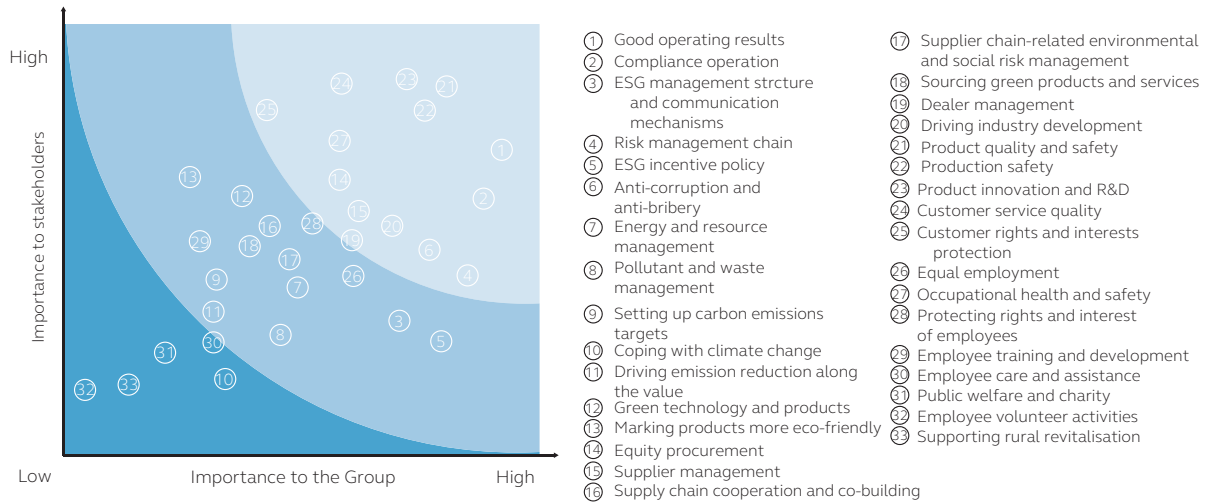 High
Importance to stakeholders
24
23
21
25
22
27
1
13
14
12
2
15
28
16
20
29
18
19
6
17
26
4
9
7
11
3
8
30
5
31
10
33
32
Low
Importance to the Group
High
1 Good operating results
2 Compliance operation
3 ESG management strcture
and communication
mechanisms
4 Risk management chain
5 ESG incentive policy
6 Anti-corruption and
anti-bribery
7 Energy and resource
management
8 Pollutant and waste
management
9 Setting up carbon emissions
targets
10 Coping with climate change
11 Driving emission reduction along
the value
12 Green technology and products
13 Marking products more eco-friendly
14 Equity procurement
15 Supplier management
16 Supply chain cooperation and co-building
17 Supplier chain-related environmental
and social risk management
18 Sourcing green products and services
19 Dealer management
20 Driving industry development
21 Product quality and safety
22 Production safety
23 Product innovation and R&D
24 Customer service quality
25 Customer rights and interests
protection
26 Equal employment
27 Occupational health and safety
28 Protecting rights and interest
of employees
29 Employee training and development
30 Employee care and assistance
31 Public welfare and charity
32 Employee volunteer activities
33 Supporting rural revitalisation